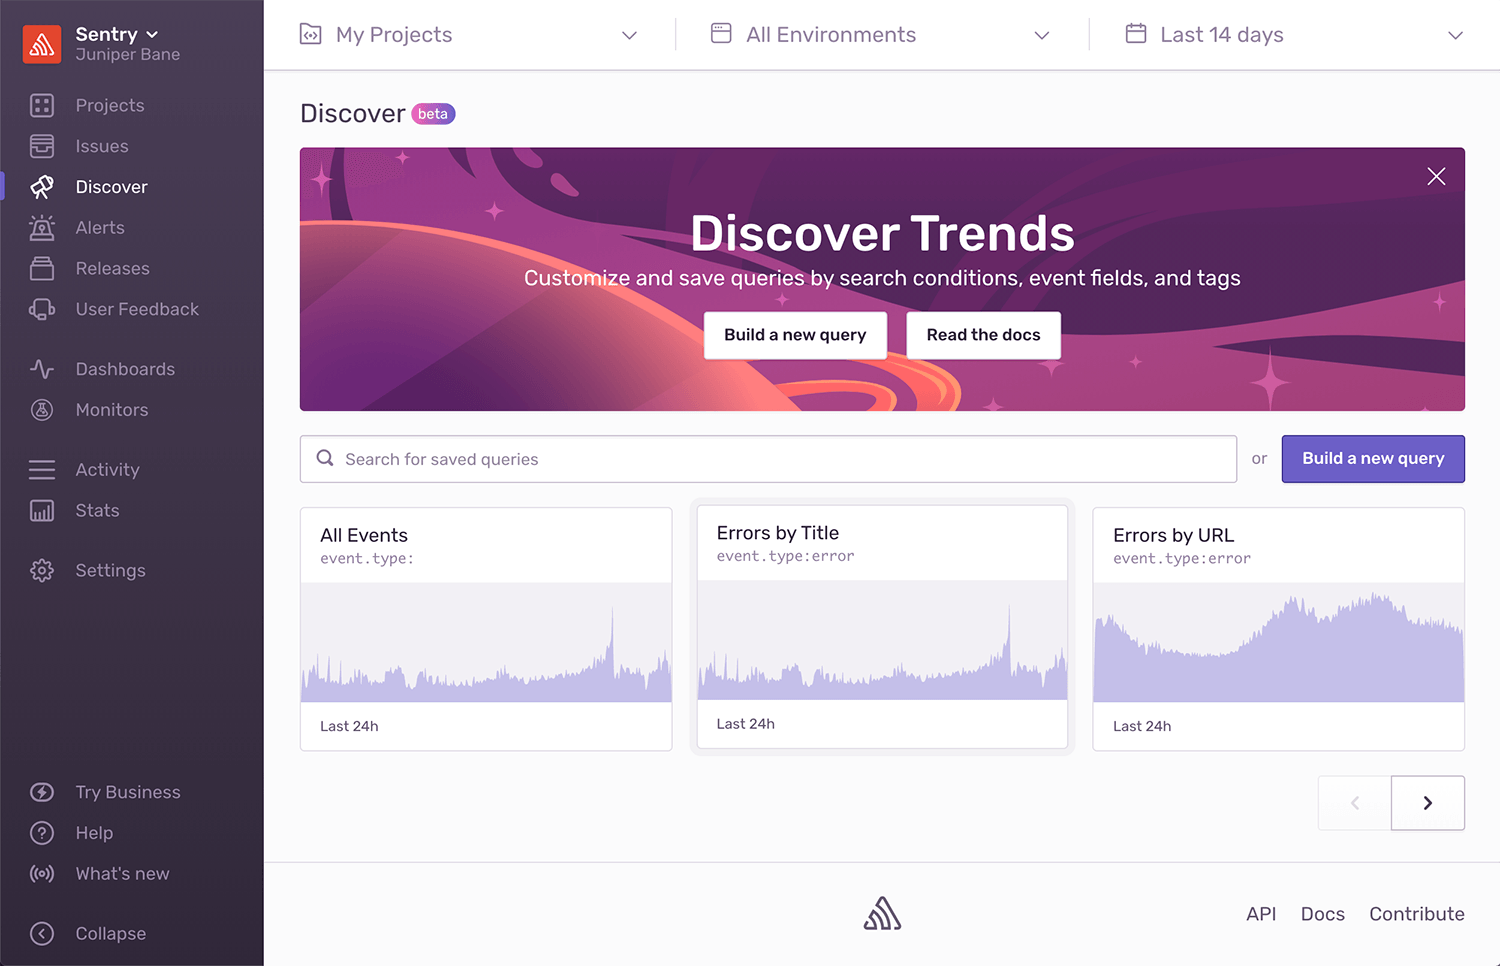 Sentry
Juniper Bane
Projects
Issues
Discover
Alerts
Releases
User Feedback
Dashboards
Monitors
Activity
Stats
Settings
Try Business
Help
What's new
Collapse
My Projects
All Environments
Last 14 days
Discover beta
Discover Trends
Customize and save queries by search conditions, event fields, and tags
Build a new query
Read the docs
Search for saved queries
or
Build a new query
All Events
event.type:
Last 24h
Errors by Title
event.type:error
Last 24h
Errors by URL
event.type:error
Last 24h
API
Docs
Contribute